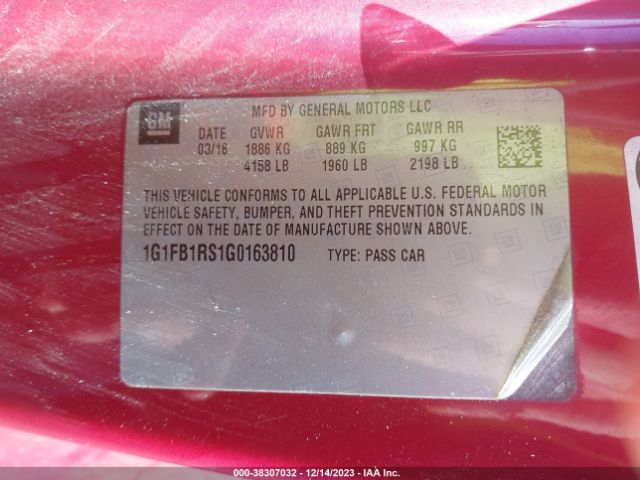 GM
MFD BY GENERAL MOTORS LLC
DATE GVWR GAWR FRT GAWR RR
03/16 1886 KG 889 KG 997 KG
4158 LB 1960 LB 2198 LB
THIS VEHICLE CONFORMS TO ALL APPLICABLE U.S. FEDERAL MOTOR
VEHICLE SAFETY, BUMPER, AND THEFT PREVENTION STANDARDS IN
EFFECT ON THE DATE OF MANUFACTURE SHOWN ABOVE.
1G1FB1RS1G0163810 TYPE: PASS CAR
000-38307032 - 12/14/2023 - IAA Inc.